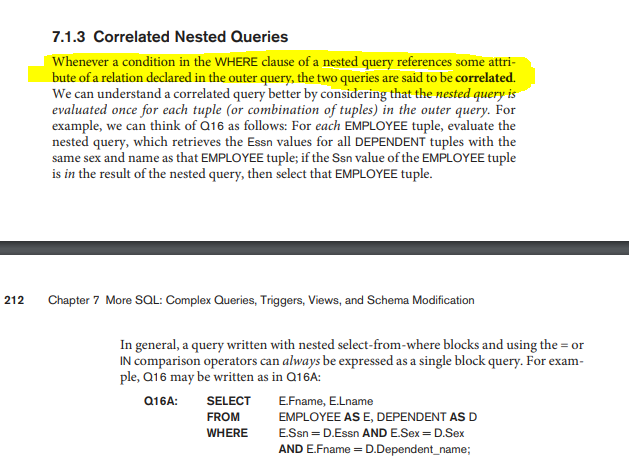 7.1.3 Correlated Nested Queries
Whenever a condition in the WHERE clause of a nested query references some attri-
bute of a relation declared in the outer query, the two queries are said to be correlated.
We can understand a correlated query better by considering that the nested query is
evaluated once for each tuple (or combination of tuples) in the outer query. For
example, we can think of Q16 as follows: For each EMPLOYEE tuple, evaluate the
nested query, which retrieves the Essn values for all DEPENDENT tuples with the
same sex and name as that EMPLOYEE tuple; if the Ssn value of the EMPLOYEE tuple
is in the result of the nested query, then select that EMPLOYEE tuple.
212 Chapter 7 More SQL: Complex Queries, Triggers, Views, and Schema Modification
In general, a query written with nested select-from-where blocks and using the = or
IN comparison operators can always be expressed as a single block query. For exam-
ple, Q16 may be written as in Q16A:
Q16A: SELECT E.Fname, E.Lname
FROM EMPLOYEE AS E, DEPENDENT AS D
WHERE E.Ssn = D.Essn AND E.Sex = D.Sex
AND E.Fname = D.Dependent_name;